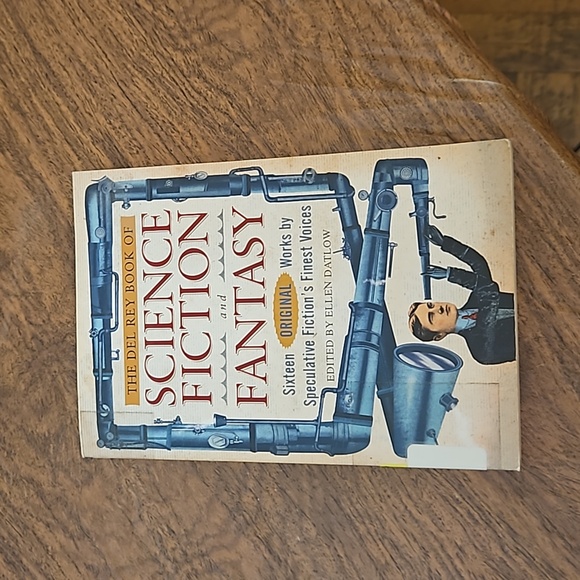 THE DEL REY BOOK OF
SCIENCE
FICTION
and
FANTASY
Sixteen ORIGINAL Works by
Speculative Fiction's Finest Voices
EDITED BY ELLEN DATLOW